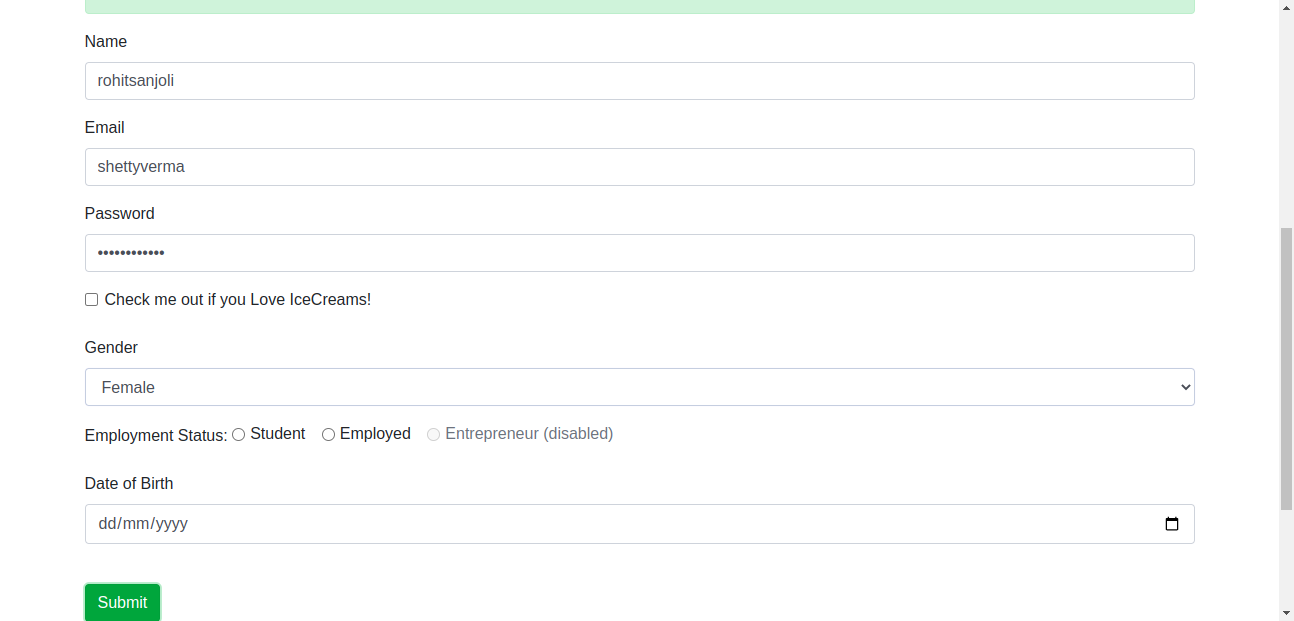 Name
rohitsanjoli
Email
shettyverma
Password
••••••••••••
Check me out if you Love IceCreams!
Gender
Female
Employment Status: Student Employed Entrepreneur (disabled)
Date of Birth
dd/mm/yyyy
Submit